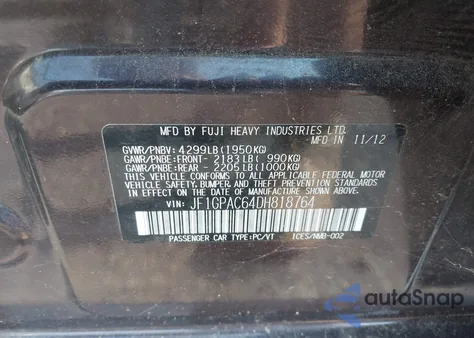 MFD BY FUJI HEAVY INDUSTRIES LTD.
MFD IN 11/12
GVWR/PNBV: 4299LB(1950KG)
GAWR/PNBE:FRONT- 2183LB( 990KG)
GAWR/PNBE:REAR - 2205LB(1000KG)
THIS VEHICLE CONFORMS TO ALL APPLICABLE FEDERAL
SAFETY, BUMPER, AND THEFT PREVENTION STANDARDS
IN EFFECT ON THE DATE OF MANUFACTURE SHOWN ABOVE.
VIN: JF1GPAC64DH818764
PASSENGER CAR TYPE:PC/VT ICES/NMB-002
autoSnap